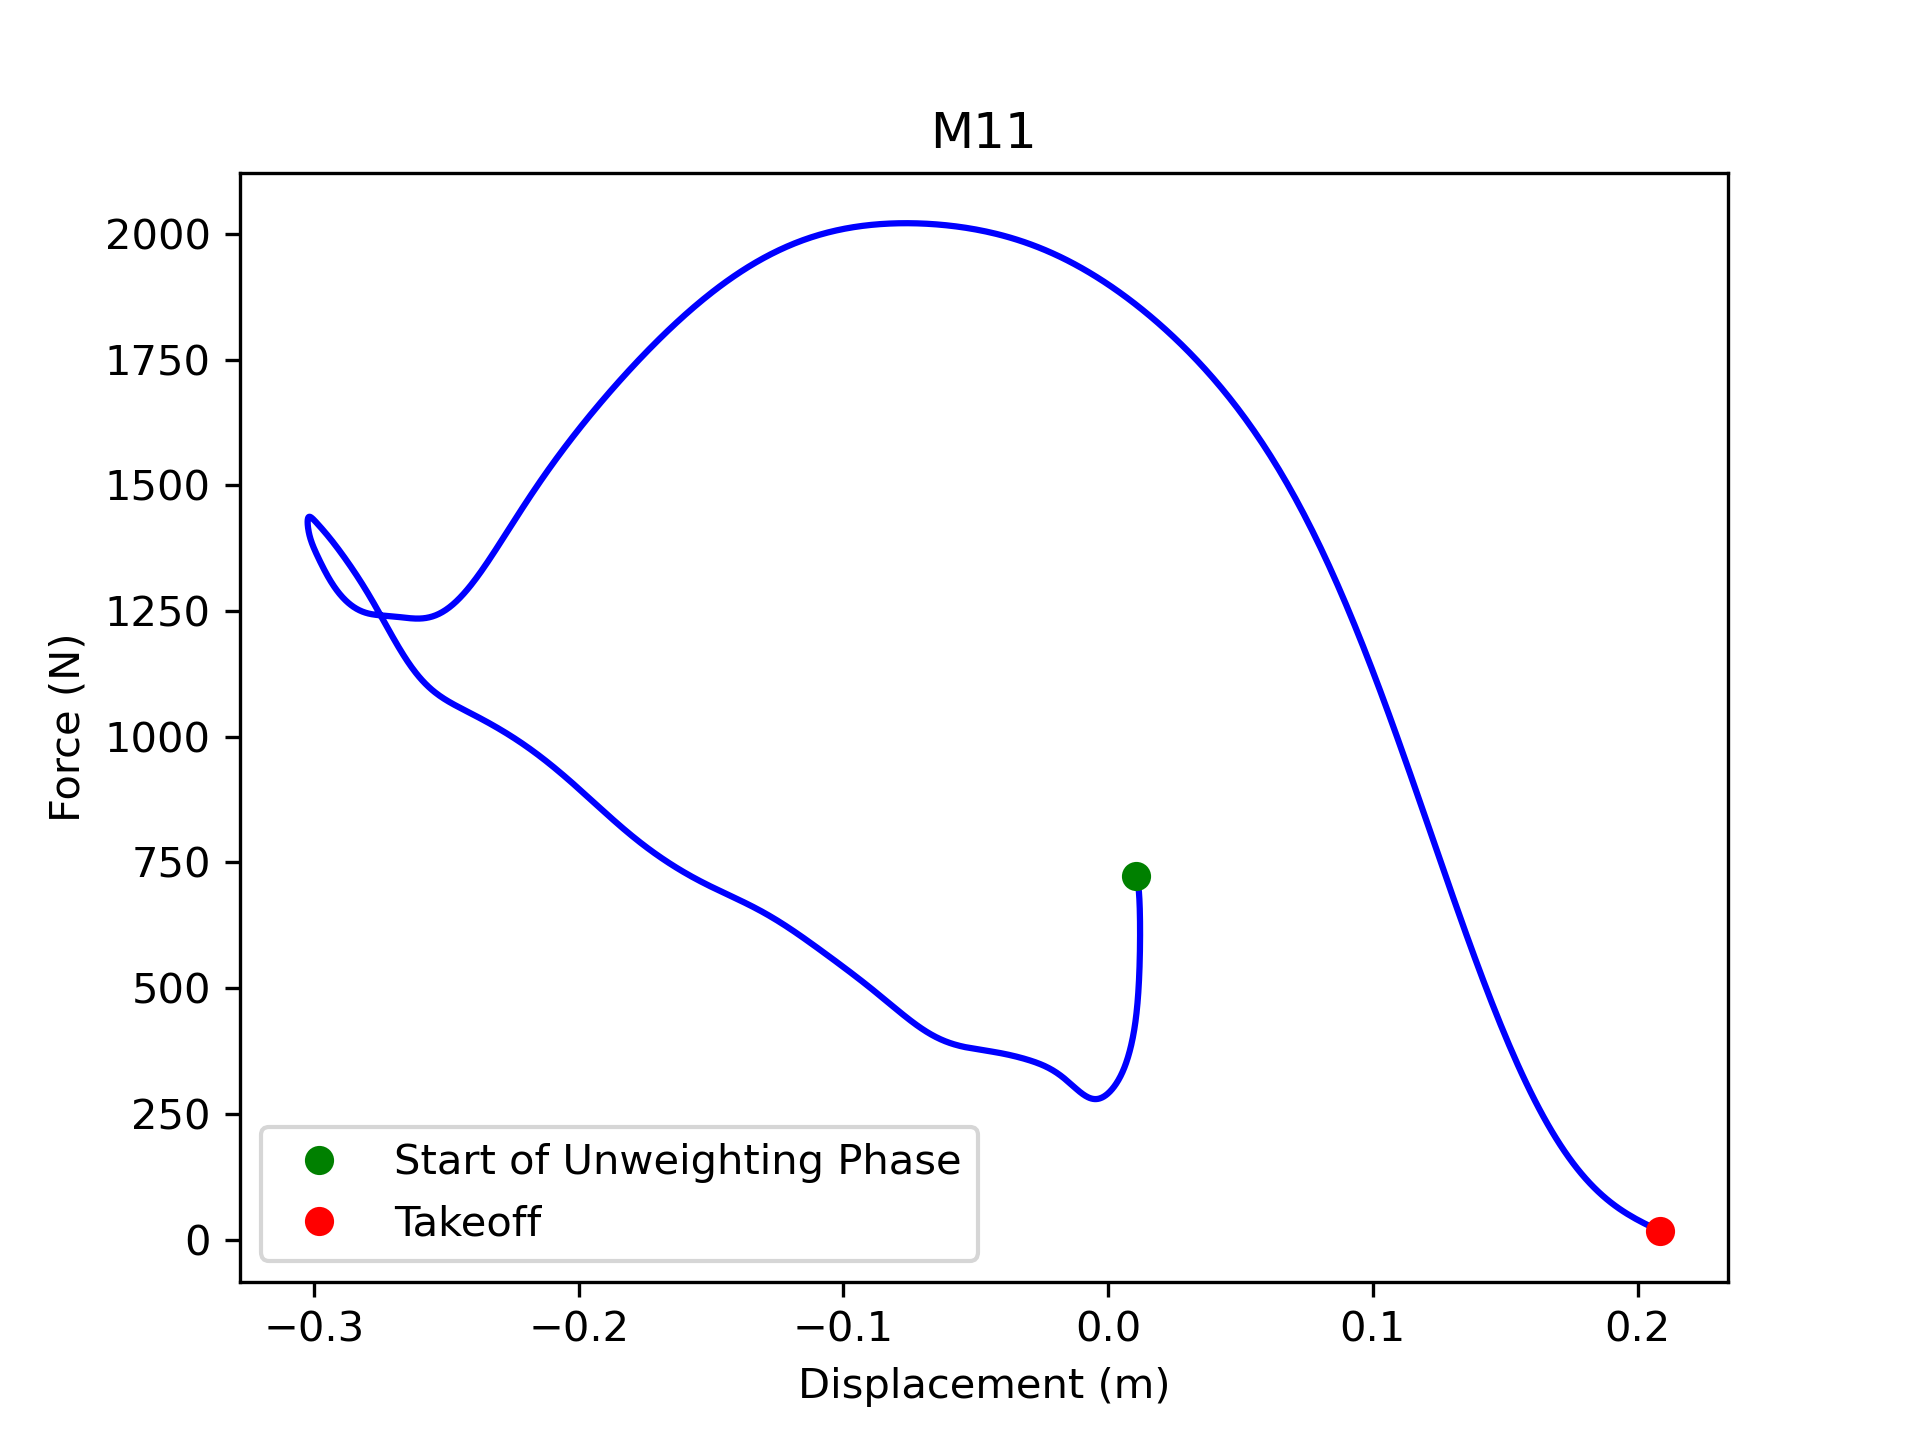 M11
Force (N)
2000
1750
1500
1250
1000
750
500
250
0
Start of Unweighting Phase
Takeoff
−0.3 −0.2 −0.1 0.0 0.1 0.2
Displacement (m)